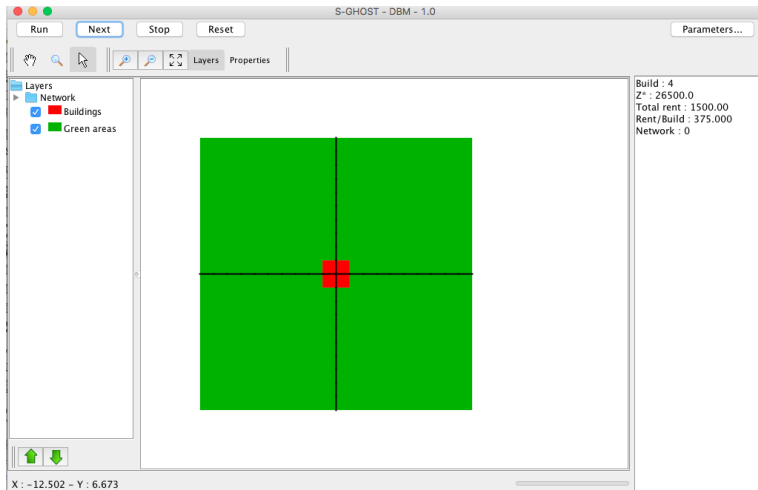 S-GHOST - DBM - 1.0
Run Next Stop Reset Parameters...
Layers Properties
Layers
Network
Buildings
Green areas
Build : 4
Z* : 26500.0
Total rent : 1500.00
Rent/Build : 375.000
Network : 0
X : -12.502 - Y : 6.673